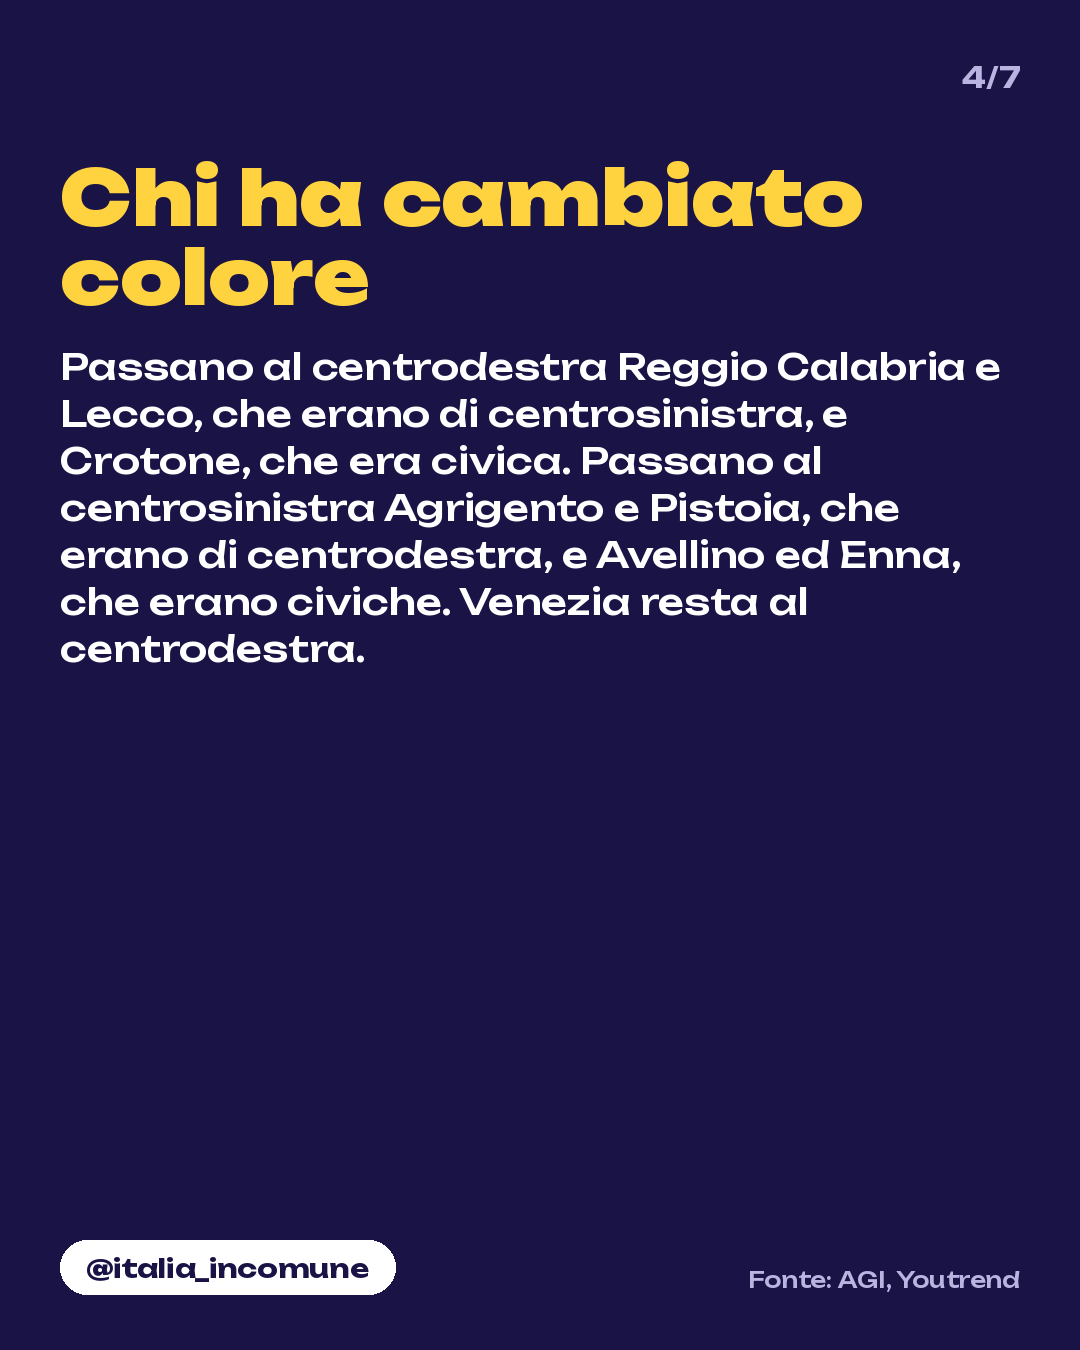 4/7
Chi ha cambiato
colore
Passano al centrodestra Reggio Calabria e
Lecco, che erano di centrosinistra, e
Crotone, che era civica. Passano al
centrosinistra Agrigento e Pistoia, che
erano di centrodestra, e Avellino ed Enna,
che erano civiche. Venezia resta al
centrodestra.
@italia_incomune
Fonte: AGI, Youtrend